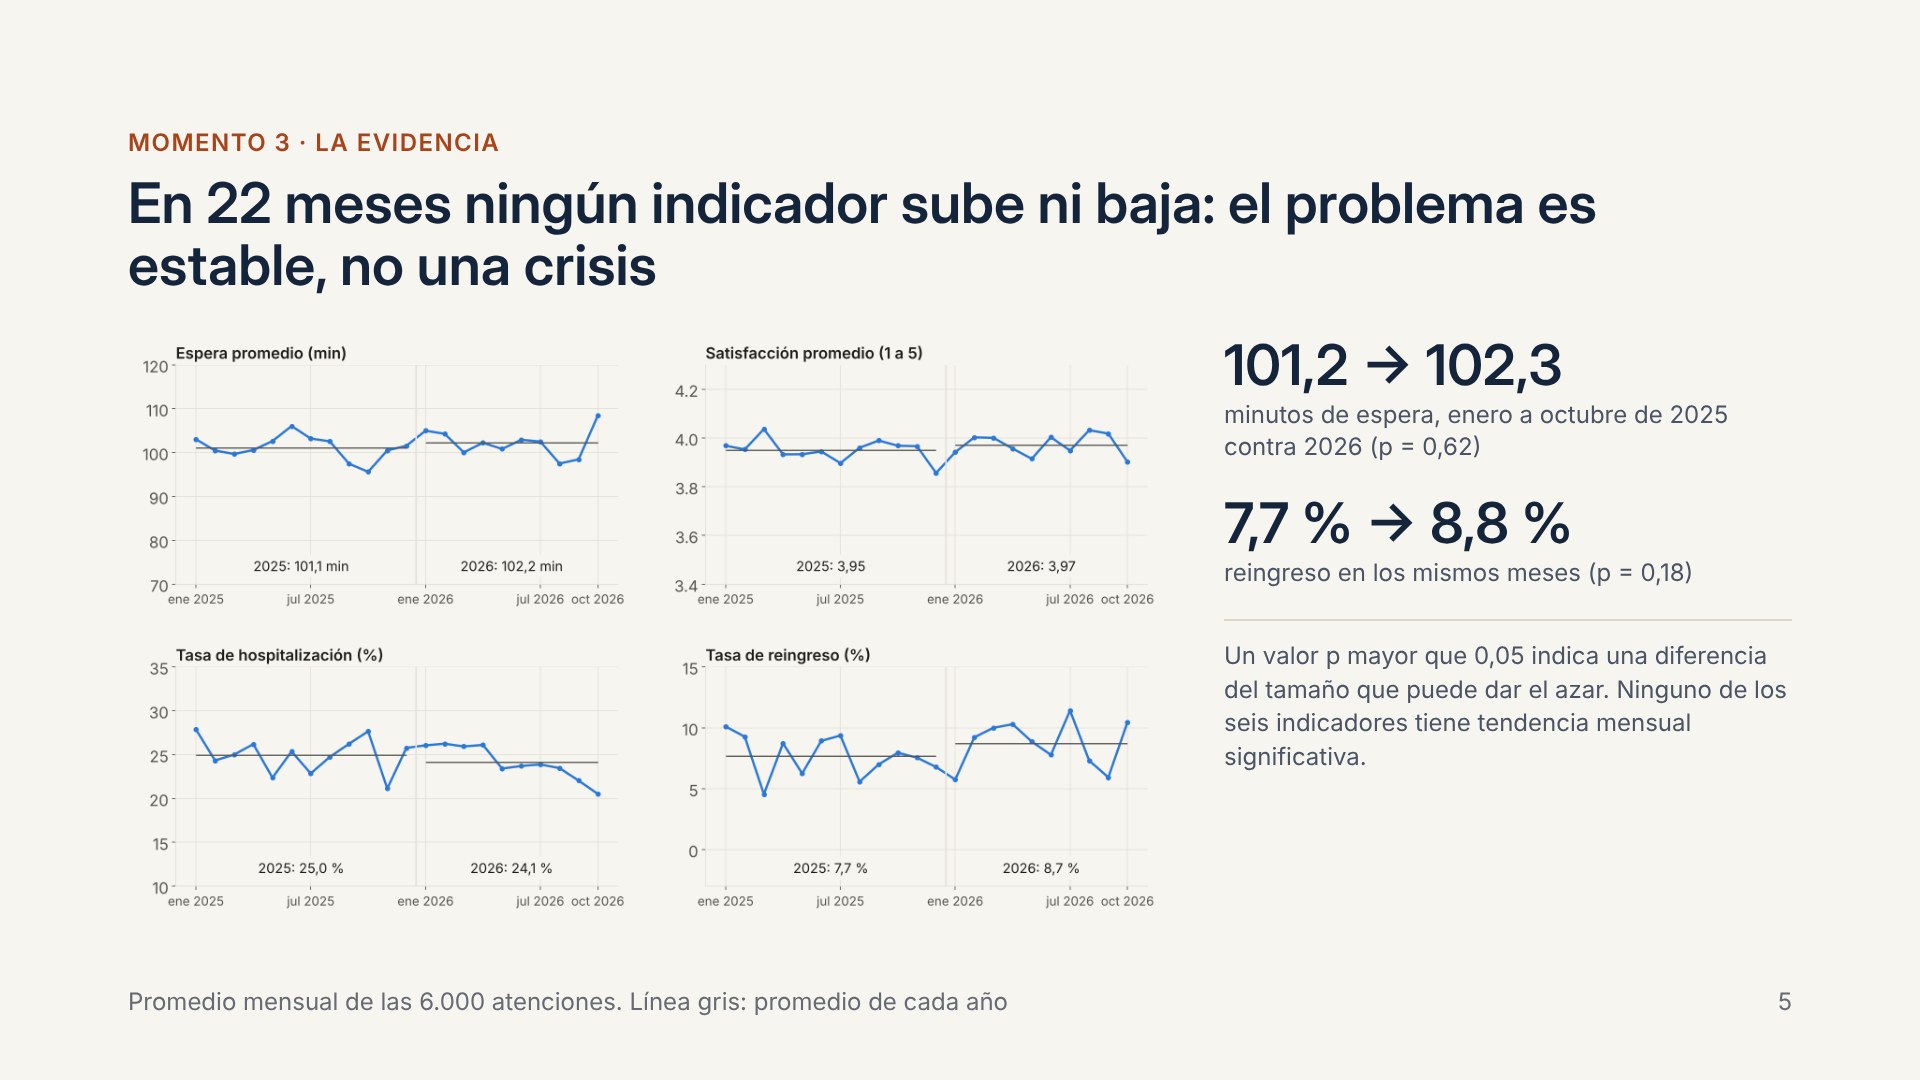 MOMENTO 3 · LA EVIDENCIA
En 22 meses ningún indicador sube ni baja: el problema es
estable, no una crisis
Espera promedio (min)
120
110
100
90
80
70
2025: 101,1 min
2026: 102,2 min
ene 2025
jul 2025
ene 2026
jul 2026
oct 2026
Satisfacción promedio (1 a 5)
4.2
4.0
3.8
3.6
3.4
2025: 3,95
2026: 3,97
ene 2025
jul 2025
ene 2026
jul 2026
oct 2026
Tasa de hospitalización (%)
35
30
25
20
15
10
2025: 25,0 %
2026: 24,1 %
ene 2025
jul 2025
ene 2026
jul 2026
oct 2026
Tasa de reingreso (%)
15
10
5
0
2025: 7,7 %
2026: 8,7 %
ene 2025
jul 2025
ene 2026
jul 2026
oct 2026
101,2 → 102,3
minutos de espera, enero a octubre de 2025
contra 2026 (p = 0,62)
7,7 % → 8,8 %
reingreso en los mismos meses (p = 0,18)
Un valor p mayor que 0,05 indica una diferencia
del tamaño que puede dar el azar. Ninguno de los
seis indicadores tiene tendencia mensual
significativa.
Promedio mensual de las 6.000 atenciones. Línea gris: promedio de cada año
5